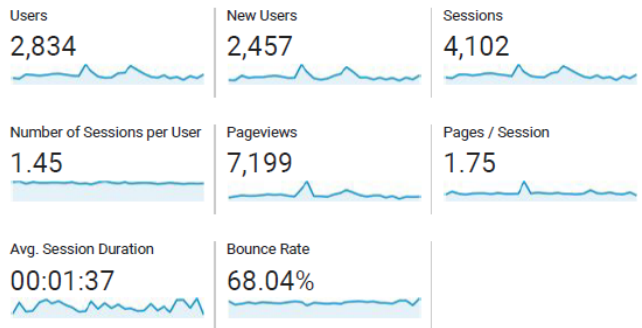 Users
2,834
New Users
2,457
Sessions
4,102
Number of Sessions per User
1.45
Pageviews
7,199
Pages / Session
1.75
Avg. Session Duration
00:01:37
Bounce Rate
68.04%